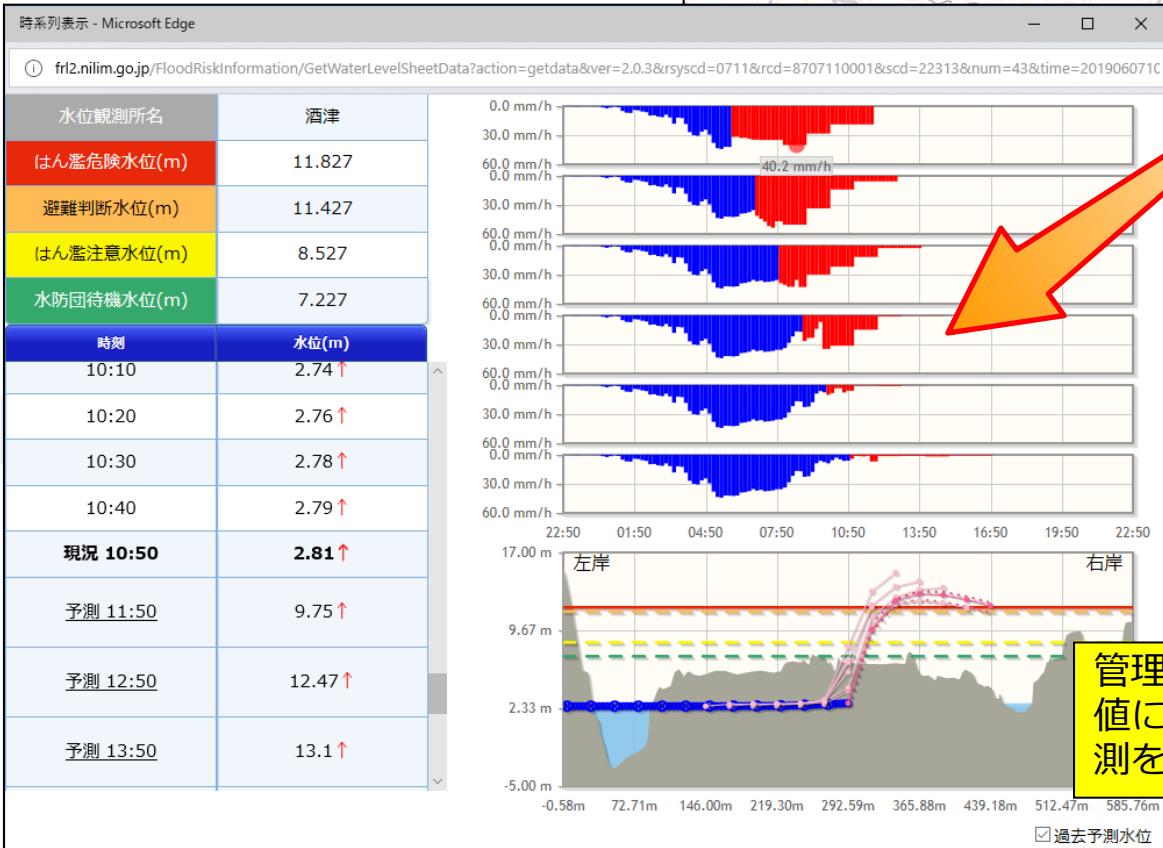 時系列表示 - Microsoft Edge
frl2.nilim.go.jp/FloodRiskInformation/GetWaterLevelSheetData?action=getdata&ver=2.0.3&rsyscd=0711&rcd=8707110001&scd=22313&num=43&time=201906071
水位観測所名 酒津
はん濫危険水位(m) 11.827
避難判断水位(m) 11.427
はん濫注意水位(m) 8.527
水防団待機水位(m) 7.227
時刻 水位(m)
10:10 2.74↑
10:20 2.76↑
10:30 2.78↑
10:40 2.79↑
現況 10:50 2.81↑
予測 11:50 9.75↑
予測 12:50 12.47↑
予測 13:50 13.1↑
0.0 mm/h
30.0 mm/h
60.0 mm/h
40.2 mm/h
0.0 mm/h
30.0 mm/h
60.0 mm/h
0.0 mm/h
30.0 mm/h
60.0 mm/h
0.0 mm/h
30.0 mm/h
60.0 mm/h
0.0 mm/h
30.0 mm/h
60.0 mm/h
0.0 mm/h
30.0 mm/h
60.0 mm/h
22:50 01:50 04:50 07:50 10:50 13:50 16:50 19:50 22:50
17.00 m
左岸 右岸
9.67 m
2.33 m
-5.00 m
-0.58m 72.71m 146.00m 219.30m 292.59m 365.88m 439.18m 512.47m 585.76m
管理
値に
測を
過去予測水位